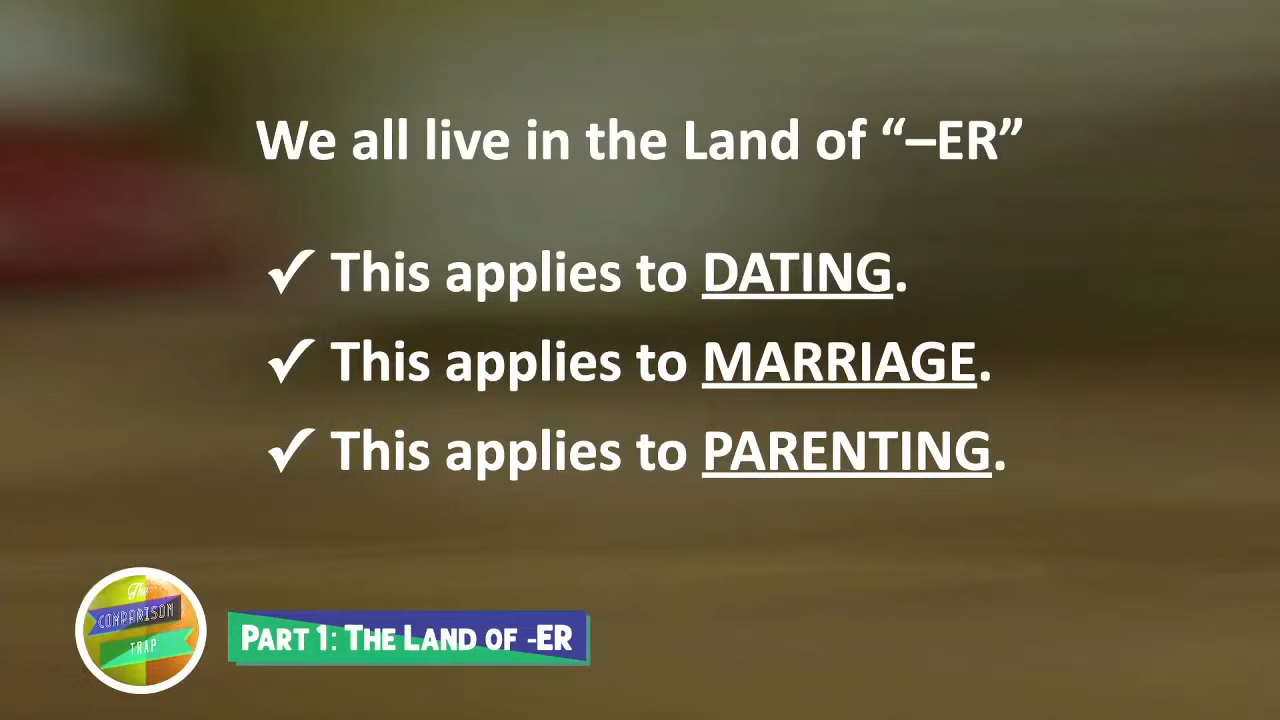 We all live in the Land of “–ER”
✓ This applies to DATING.
✓ This applies to MARRIAGE.
✓ This applies to PARENTING.
The
COMPARISON
TRAP
PART 1: THE LAND OF -ER